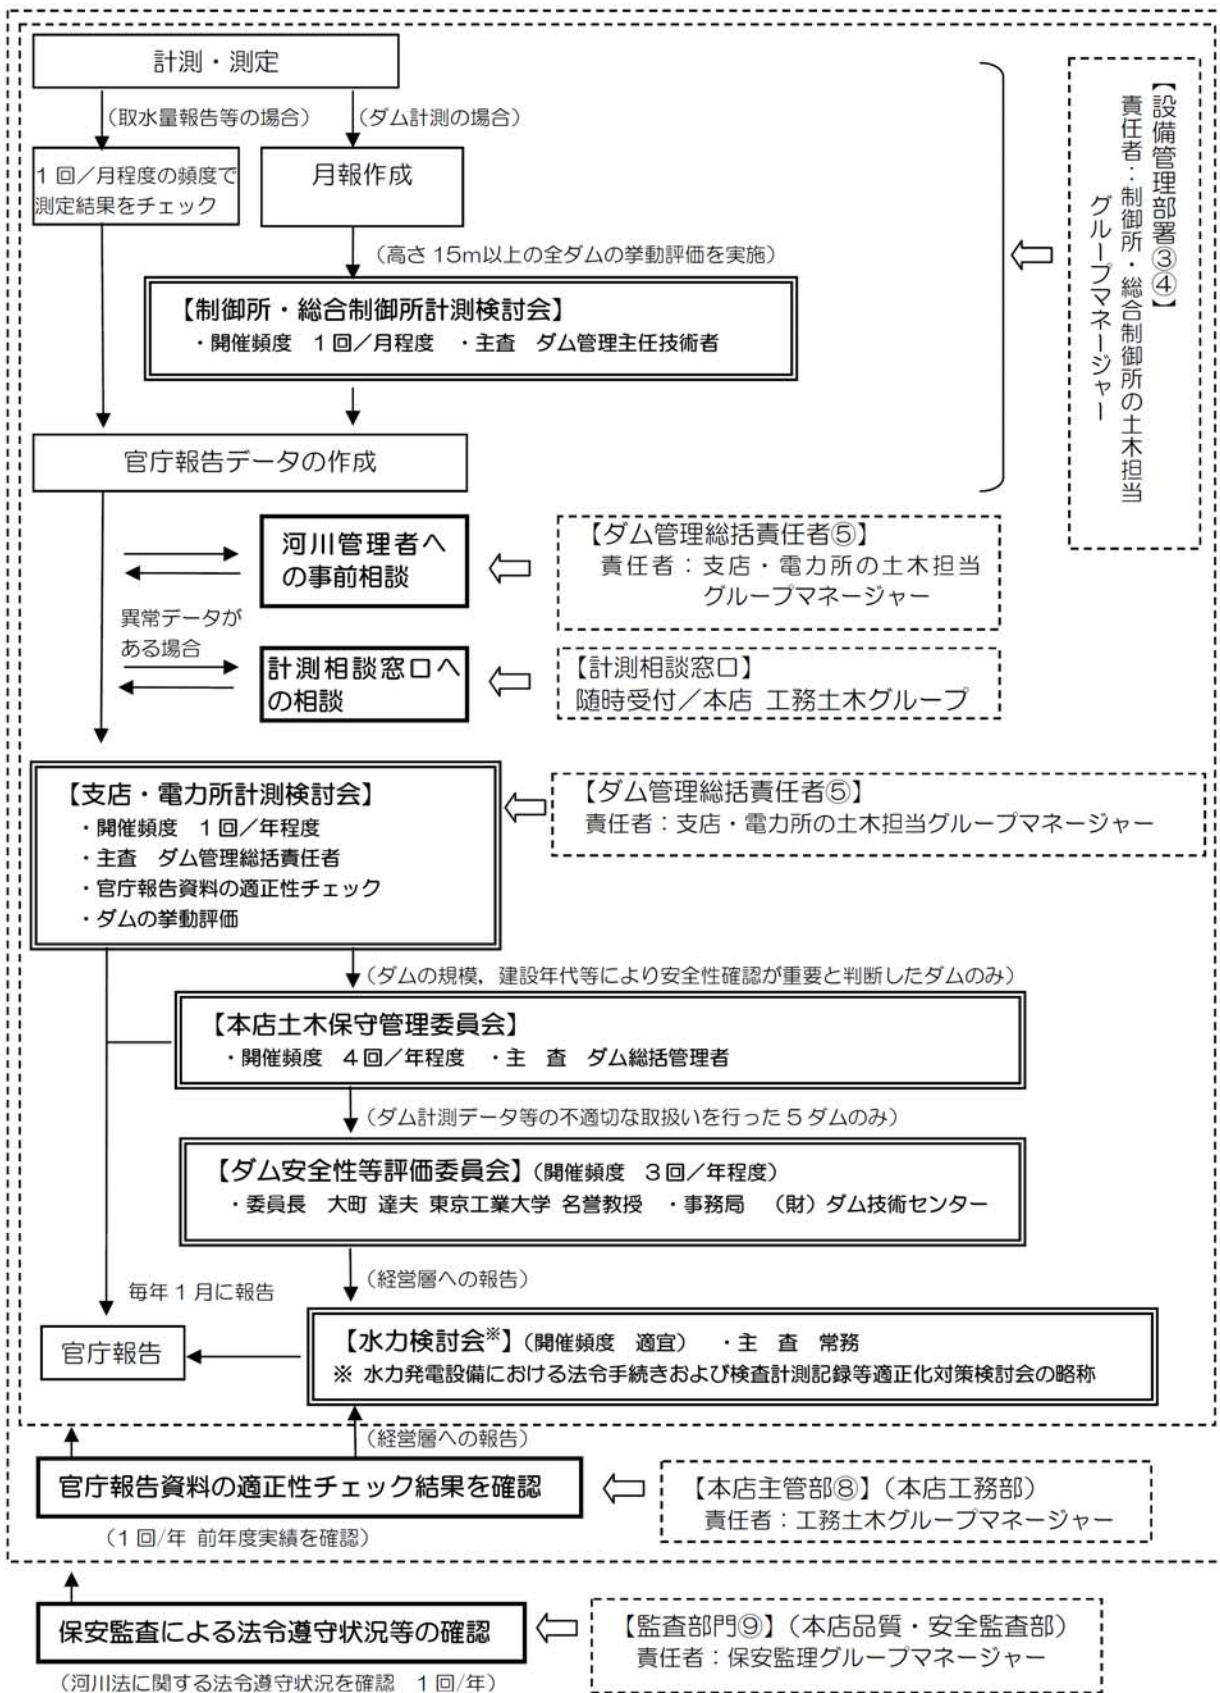 計測・測定
(取水量報告等の場合)
(ダム計測の場合)
1回/月程度の頻度で
測定結果をチェック
月報作成
【設備管理部署③④】
責任者：制御所・総合制御所の土木担当
グループマネージャー
(高さ15m以上の全ダムの挙動評価を実施)
【制御所・総合制御所計測検討会】
・開催頻度 1回/月程度 ・主査 ダム管理主任技術者
官庁報告データの作成
河川管理者へ
の事前相談
【ダム管理総括責任者⑤】
責任者：支店・電力所の土木担当
グループマネージャー
異常データが
ある場合
計測相談窓口へ
の相談
【計測相談窓口】
随時受付／本店 工務土木グループ
【支店・電力所計測検討会】
・開催頻度 1回/年程度
・主査 ダム管理総括責任者
・官庁報告資料の適正性チェック
・ダムの挙動評価
【ダム管理総括責任者⑤】
責任者：支店・電力所の土木担当グループマネージャー
(ダムの規模，建設年代等により安全性確認が重要と判断したダムのみ)
【本店土木保守管理委員会】
・開催頻度 4回/年程度 ・主 査 ダム総括管理者
(ダム計測データ等の不適切な取扱いを行った5ダムのみ)
【ダム安全性等評価委員会】(開催頻度 3回/年程度)
・委員長 大町 達夫 東京工業大学 名誉教授 ・事務局 （財）ダム技術センター
(経営層への報告)
毎年1月に報告
官庁報告
【水力検討会※】(開催頻度 適宜) ・主 査 常務
※ 水力発電設備における法令手続きおよび検査計測記録等適正化対策検討会の略称
(経営層への報告)
官庁報告資料の適正性チェック結果を確認
(1回/年 前年度実績を確認)
【本店主管部⑧】(本店工務部)
責任者：工務土木グループマネージャー
保安監査による法令遵守状況等の確認
(河川法に関する法令遵守状況を確認 1回/年)
【監査部門⑨】(本店品質・安全監査部)
責任者：保安監理グループマネージャー